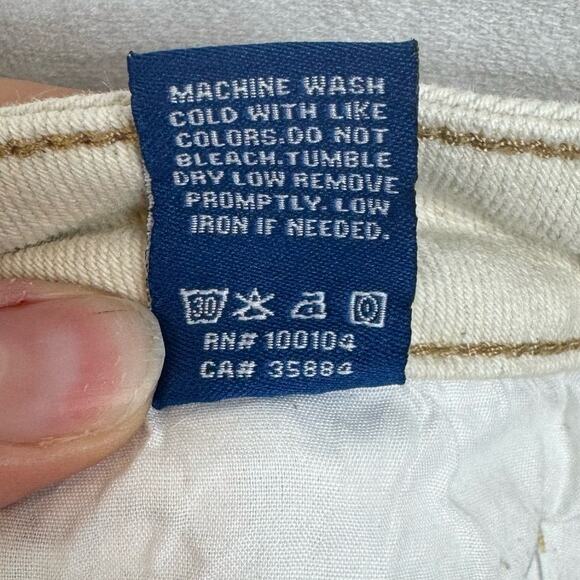 MACHINE WASH
COLD WITH LIKE
COLORS.DO NOT
BLEACH.TUMBLE
DRY LOW REMOVE
PROMPTLY. LOW
IRON IF NEEDED.
30
RN# 100104
CA# 35884